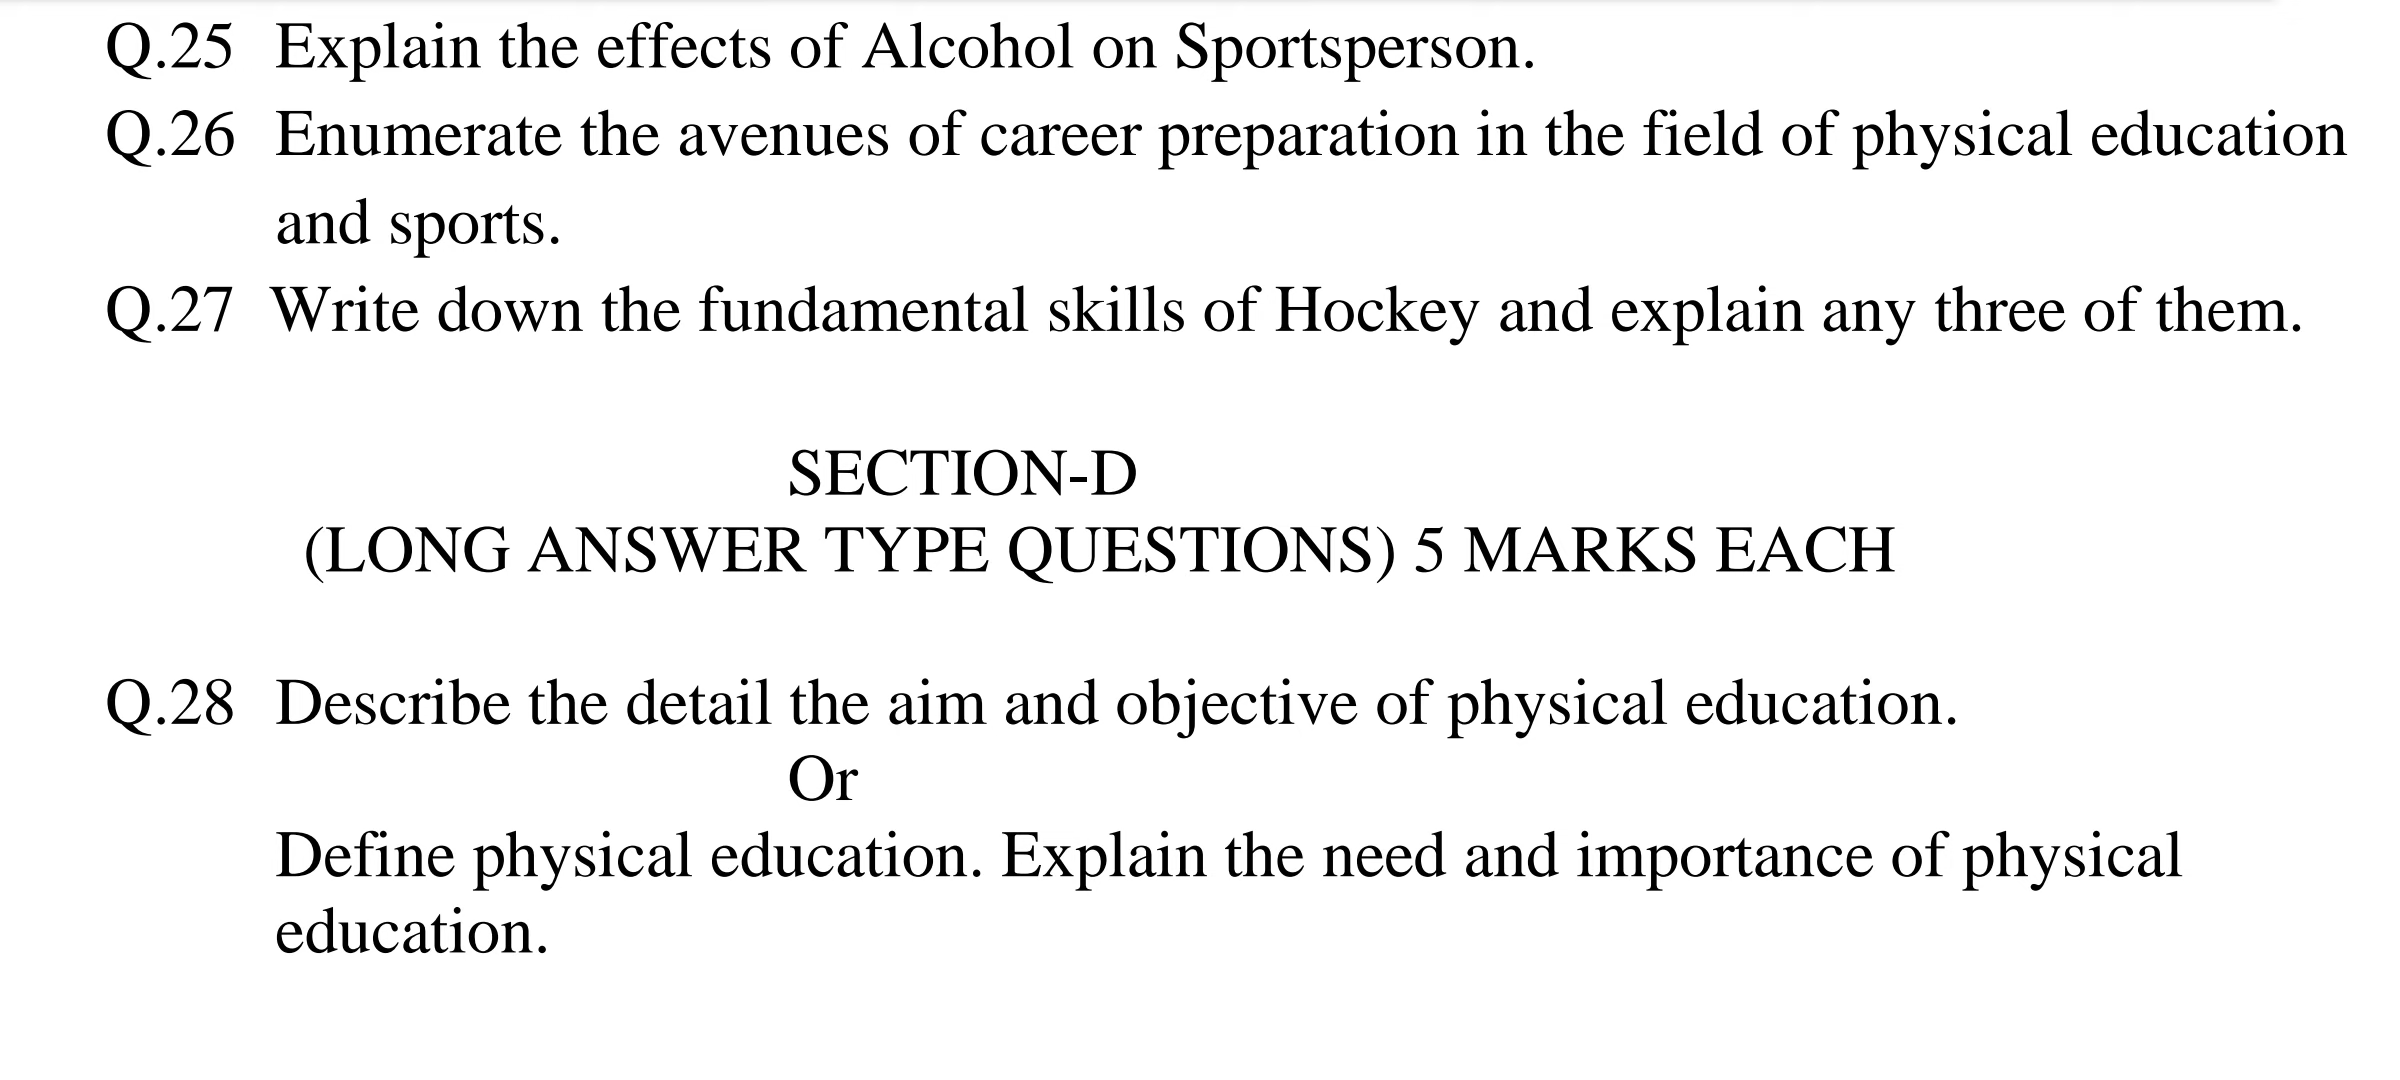 Q.25 Explain the effects of Alcohol on Sportsperson.
Q.26 Enumerate the avenues of career preparation in the field of physical education
and sports.
Q.27 Write down the fundamental skills of Hockey and explain any three of them.
SECTION-D
(LONG ANSWER TYPE QUESTIONS) 5 MARKS EACH
Q.28 Describe the detail the aim and objective of physical education.
Or
Define physical education. Explain the need and importance of physical
education.